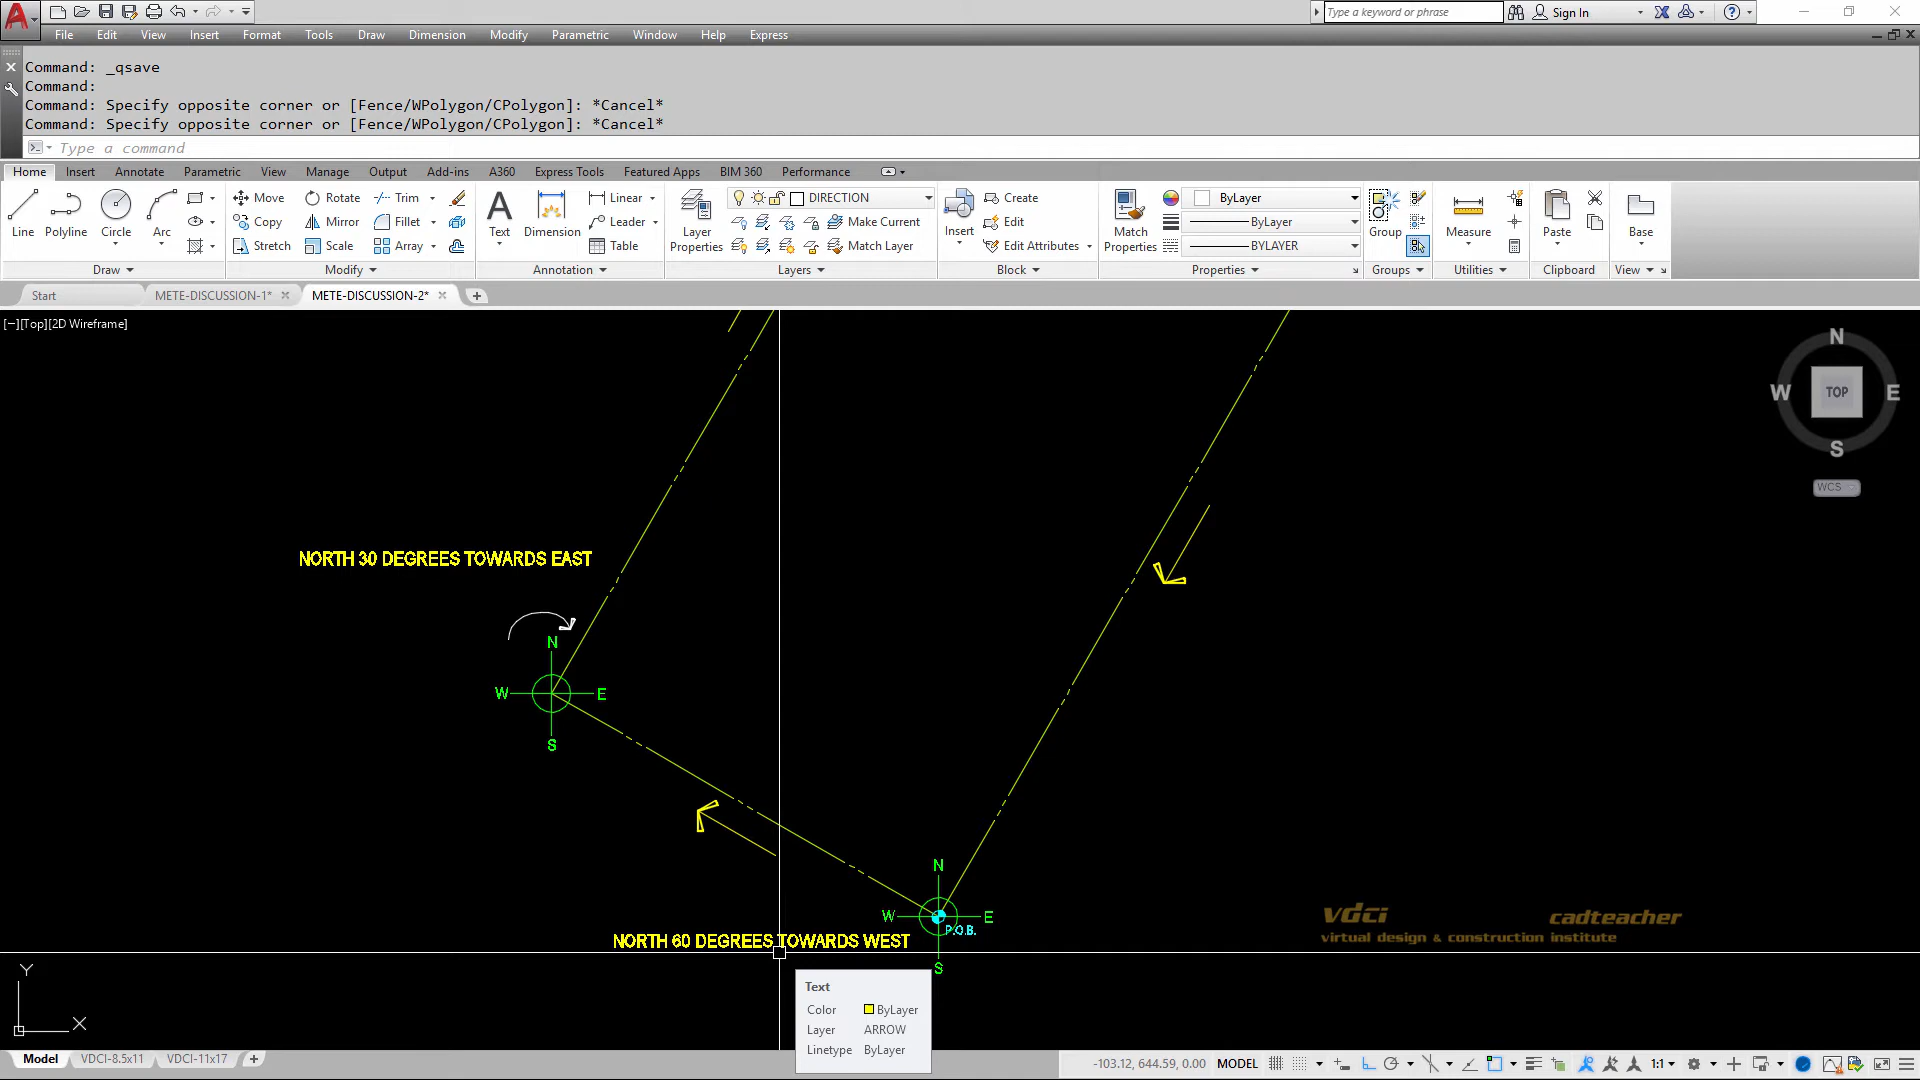 Type a keyword or phrase
Sign In
File Edit View Insert Format Tools Draw Dimension Modify Parametric Window Help Express
Command: _qsave
Command:
Command: Specify opposite corner or [Fence/WPolygon/CPolygon]: *Cancel*
Command: Specify opposite corner or [Fence/WPolygon/CPolygon]: *Cancel*
Type a command
Home Insert Annotate Parametric View Manage Output Add-ins A360 Express Tools Featured Apps BIM 360 Performance
Move Rotate Trim Linear DIRECTION Create ByLayer
Copy Mirror Fillet Leader Make Current Edit ByLayer
Line Polyline Circle Arc Text Dimension Layer Properties Insert Match Properties Group Measure Paste Base
Stretch Scale Array Table Match Layer Edit Attributes BYLAYER
Draw Modify Annotation Layers Block Properties Groups Utilities Clipboard View
Start METE-DISCUSSION-1* METE-DISCUSSION-2*
[−][Top][2D Wireframe]
N
W TOP E
S
WCS
NORTH 30 DEGREES TOWARDS EAST
N
W E
S
N
W E
P.O.B.
S
NORTH 60 DEGREES TOWARDS WEST
vdci cadteacher
virtual design & construction institute
Text
Color ByLayer
Layer ARROW
Linetype ByLayer
Y
X
Model VDCI-8.5x11 VDCI-11x17
-103.12, 644.59, 0.00 MODEL 1:1